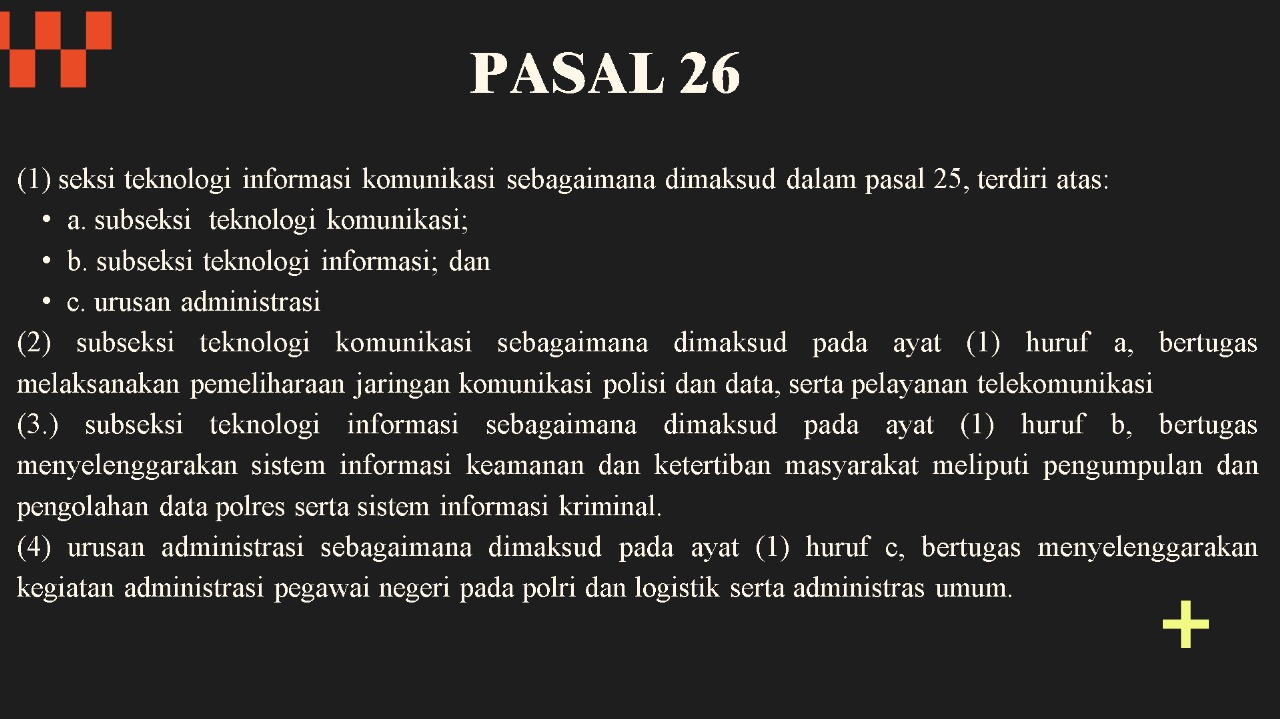 PASAL 26
(1) seksi teknologi informasi komunikasi sebagaimana dimaksud dalam pasal 25, terdiri atas:
• a. subseksi teknologi komunikasi;
• b. subseksi teknologi informasi; dan
• c. urusan administrasi
(2) subseksi teknologi komunikasi sebagaimana dimaksud pada ayat (1) huruf a, bertugas
melaksanakan pemeliharaan jaringan komunikasi polisi dan data, serta pelayanan telekomunikasi
(3.) subseksi teknologi informasi sebagaimana dimaksud pada ayat (1) huruf b, bertugas
menyelenggarakan sistem informasi keamanan dan ketertiban masyarakat meliputi pengumpulan dan
pengolahan data polres serta sistem informasi kriminal.
(4) urusan administrasi sebagaimana dimaksud pada ayat (1) huruf c, bertugas menyelenggarakan
kegiatan administrasi pegawai negeri pada polri dan logistik serta administras umum.